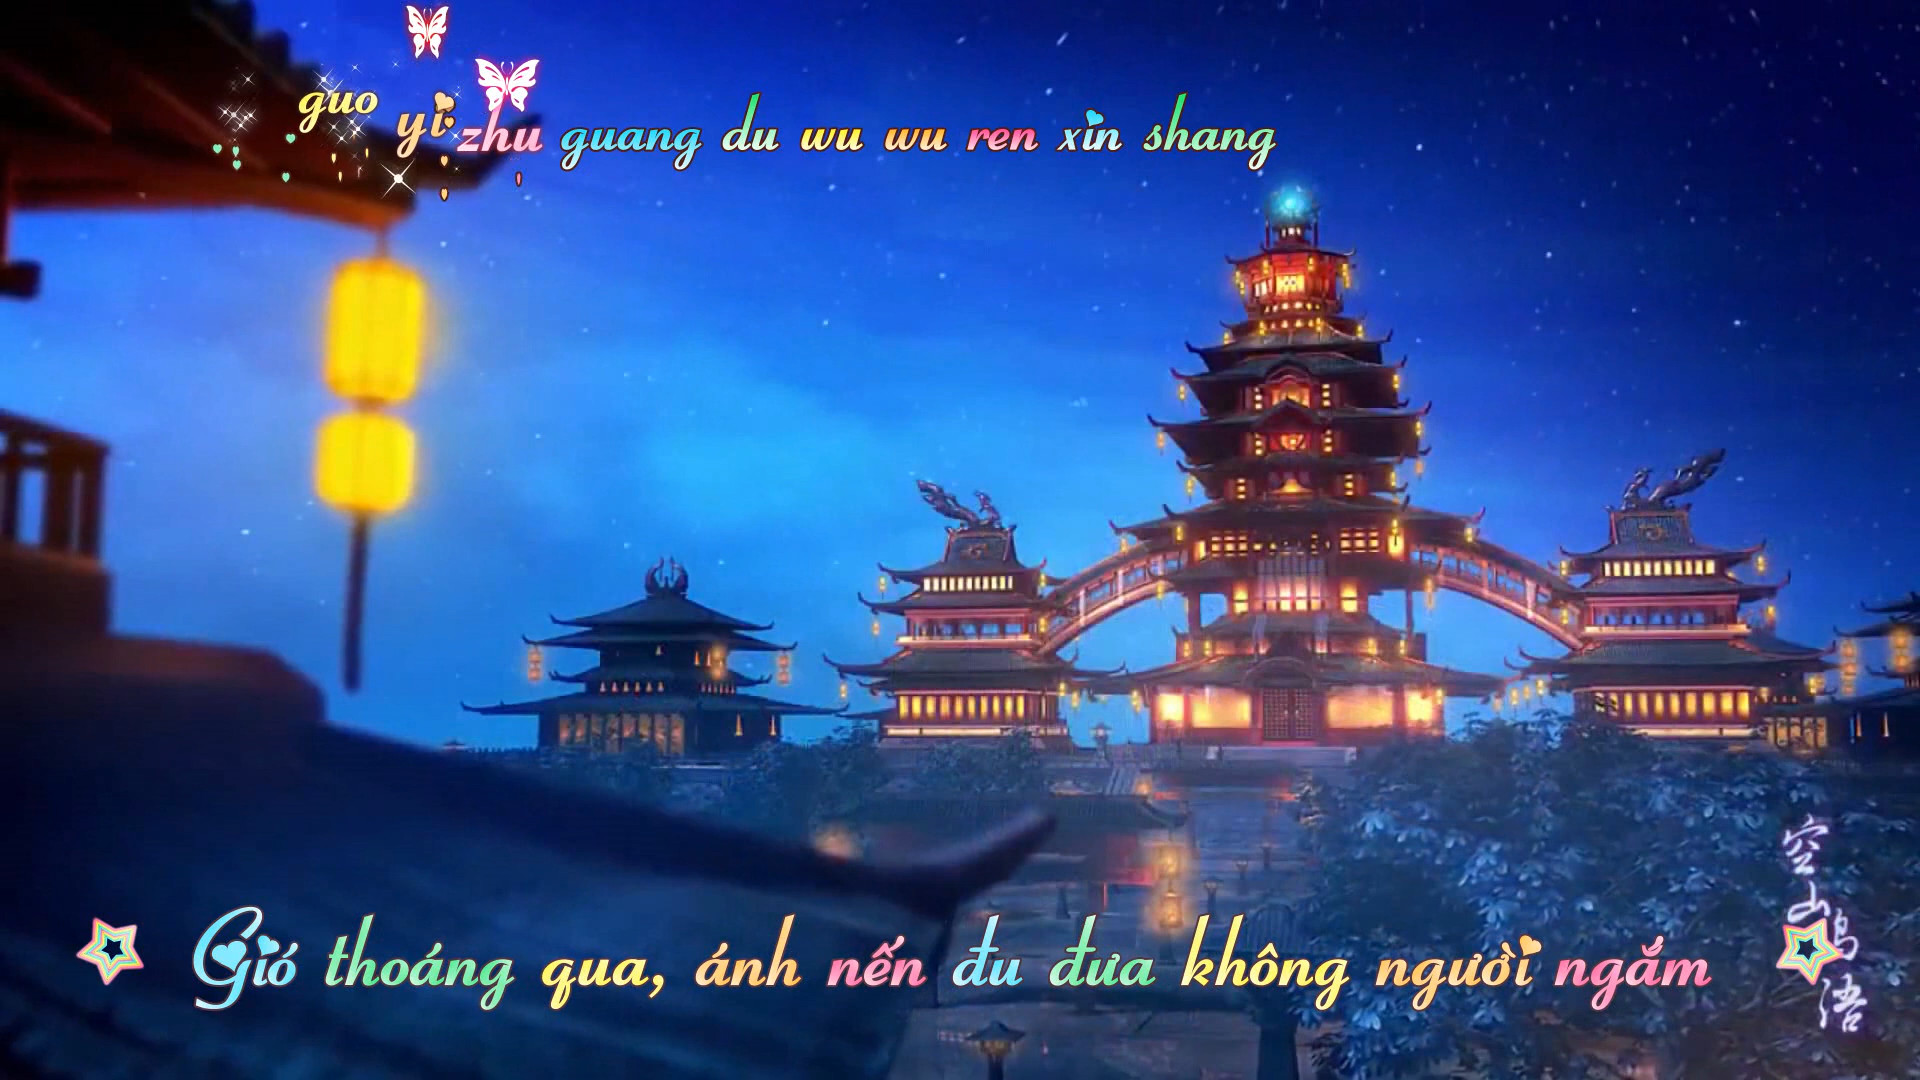 guo yi zhu guang du wu wu ren xin shang
Gió thoáng qua, ánh nến đu đưa không người ngắm
空山鸣语